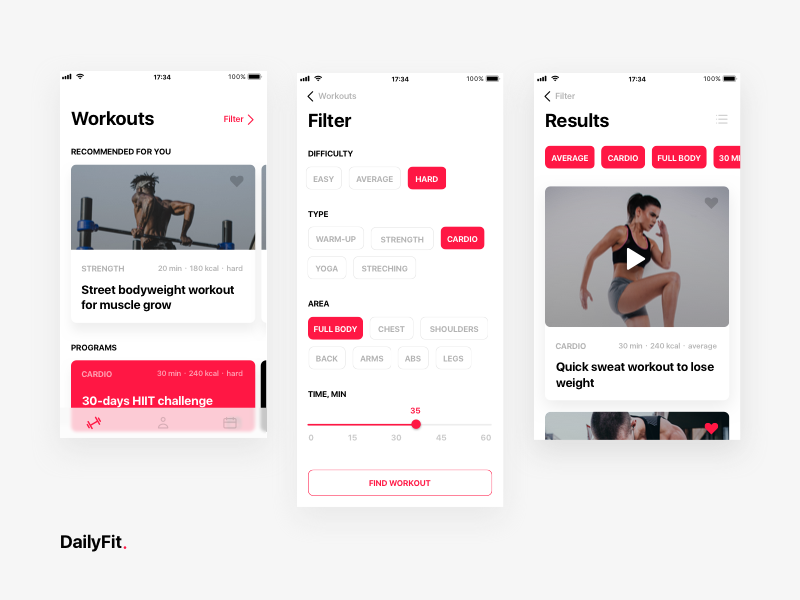 17:34
100%
Workouts
Filter
RECOMMENDED FOR YOU
STRENGTH
20 min · 180 kcal · hard
Street bodyweight workout
for muscle grow
PROGRAMS
CARDIO
30 min · 240 kcal · hard
30-days HIIT challenge
17:34
100%
Workouts
Filter
DIFFICULTY
EASY AVERAGE HARD
TYPE
WARM-UP STRENGTH CARDIO
YOGA STRECHING
AREA
FULL BODY CHEST SHOULDERS
BACK ARMS ABS LEGS
TIME, MIN
35
0 15 30 45 60
FIND WORKOUT
17:34
100%
Filter
Results
AVERAGE CARDIO FULL BODY 30 MI
CARDIO
30 min · 240 kcal · average
Quick sweat workout to lose
weight
DailyFit.